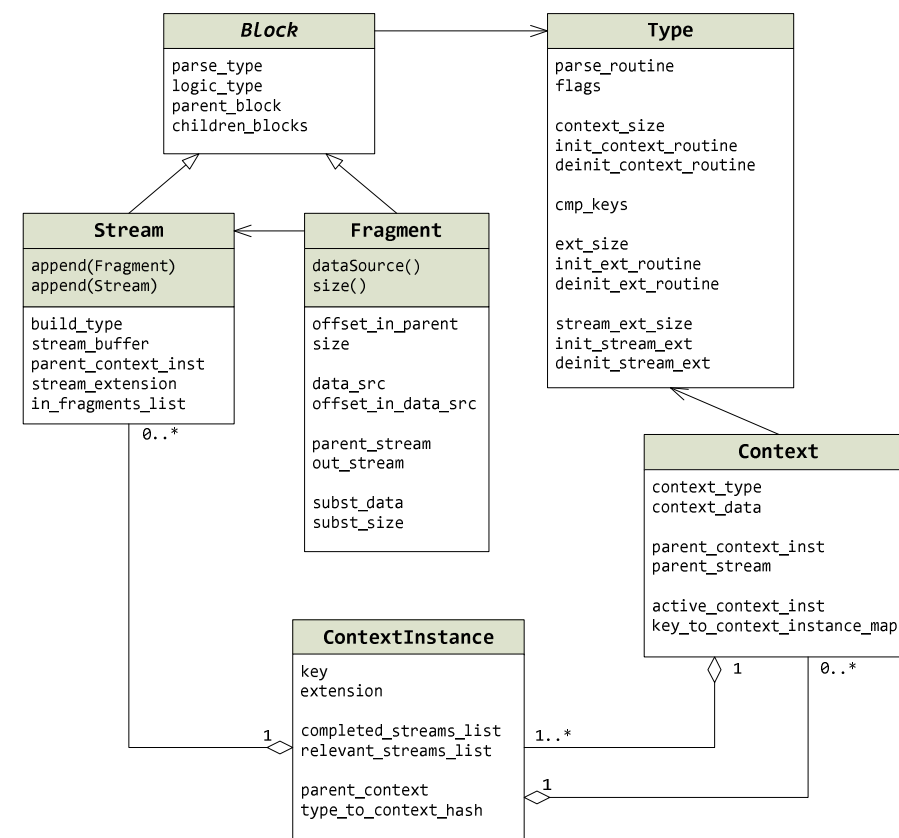 Block
parse_type
logic_type
parent_block
children_blocks
Type
parse_routine
flags
context_size
init_context_routine
deinit_context_routine
cmp_keys
ext_size
init_ext_routine
deinit_ext_routine
stream_ext_size
init_stream_ext
deinit_stream_ext
Stream
append(Fragment)
append(Stream)
build_type
stream_buffer
parent_context_inst
stream_extension
in_fragments_list
0..*
Fragment
dataSource()
size()
offset_in_parent
size
data_src
offset_in_data_src
parent_stream
out_stream
subst_data
subst_size
Context
context_type
context_data
parent_context_inst
parent_stream
active_context_inst
key_to_context_instance_map
1
0..*
ContextInstance
key
extension
completed_streams_list
relevant_streams_list
parent_context
type_to_context_hash
1
1..*
1